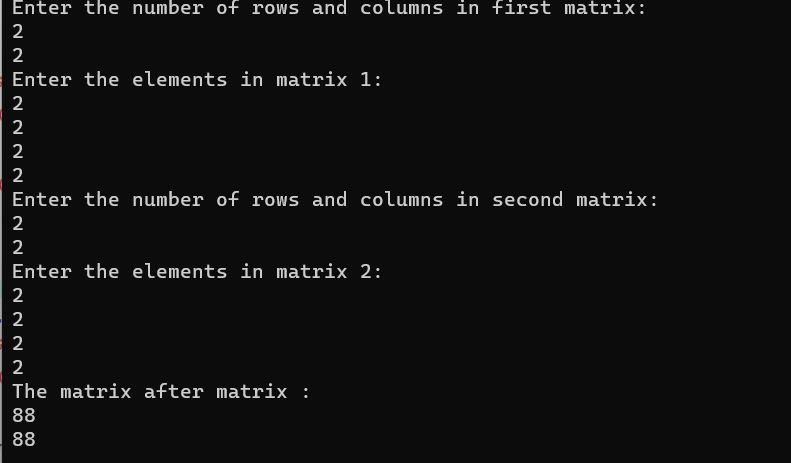 Enter the number of rows and columns in first matrix:
2
2
Enter the elements in matrix 1:
2
2
2
2
Enter the number of rows and columns in second matrix:
2
2
Enter the elements in matrix 2:
2
2
2
2
The matrix after matrix :
88
88